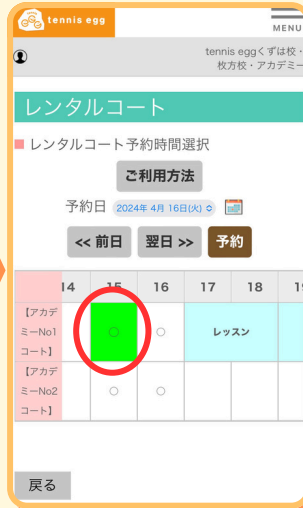 tennis egg
MENU
tennis eggくずは校・
枚方校・アカデミー
レンタルコート
レンタルコート予約時間選択
ご利用方法
予約日 2024年 4月 16日(火)
<< 前日 翌日 >> 予約
14 15 16 17 18 19
【アカデ
ミーNo1
コート】
○ ○ レッスン
【アカデ
ミーNo2
コート】
○ ○
戻る